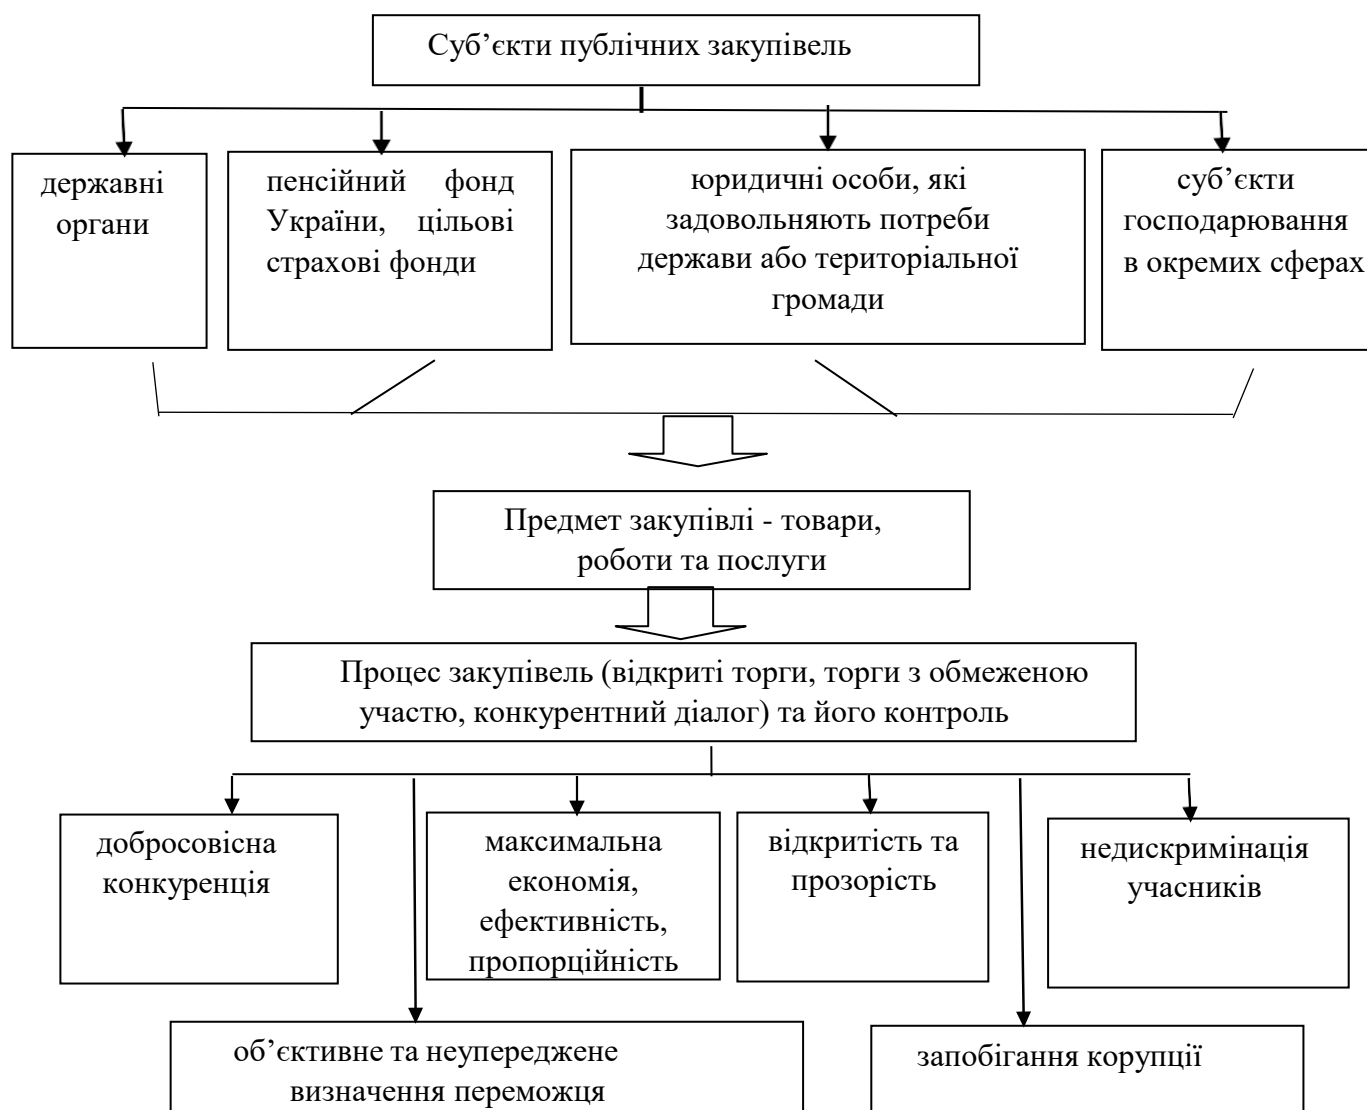 Суб’єкти публічних закупівель
державні
органи
пенсійний фонд
України, цільові
страхові фонди
юридичні особи, які
задовольняють потреби
держави або територіальної
громади
суб’єкти
господарювання
в окремих сферах
Предмет закупівлі - товари,
роботи та послуги
Процес закупівель (відкриті торги, торги з обмеженою
участю, конкурентний діалог) та його контроль
добросовісна
конкуренція
максимальна
економія,
ефективність,
пропорційність
відкритість та
прозорість
недискримінація
учасників
об’єктивне та неупереджене
визначення переможця
запобігання корупції